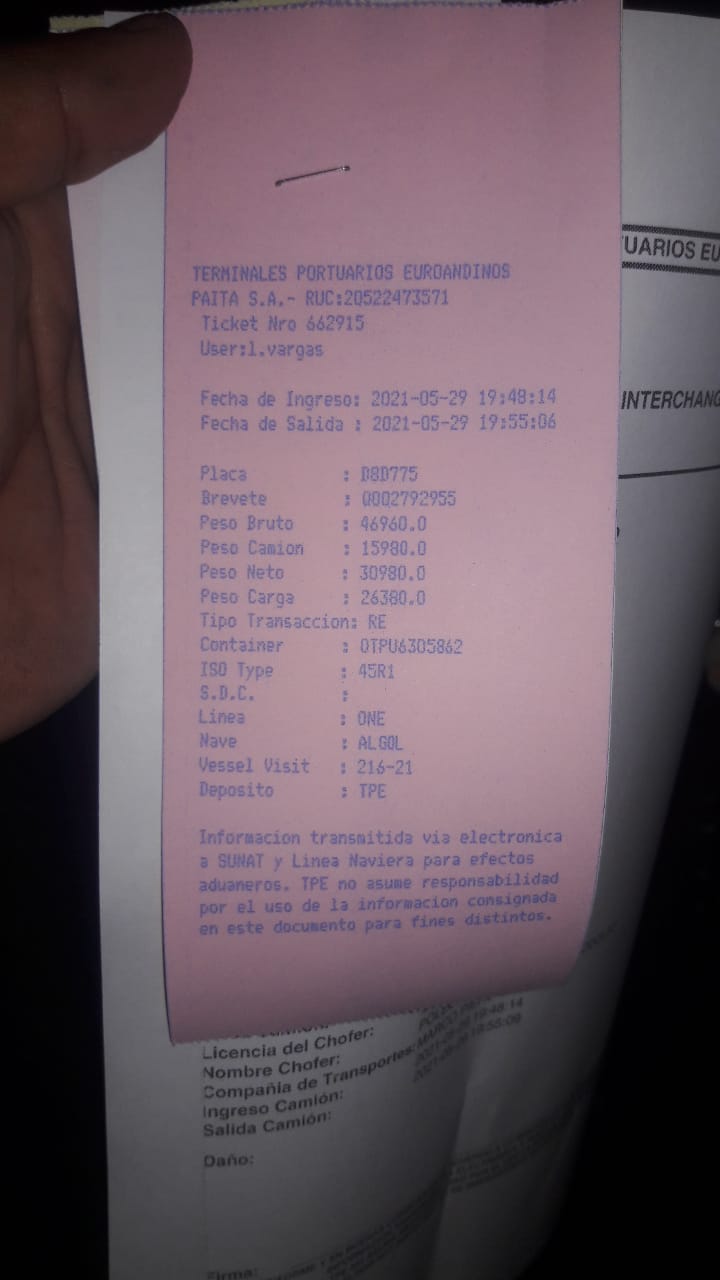 TERMINALES PORTUARIOS EUROANDINOS
PAITA S.A.- RUC:20522473571
Ticket Nro 662915
User:l.vargas
Fecha de Ingreso: 2021-05-29 19:48:14
Fecha de Salida : 2021-05-29 19:55:06
Placa : D8D775
Brevete : Q002792955
Peso Bruto : 46960.0
Peso Camion : 15980.0
Peso Neto : 30980.0
Peso Carga : 26380.0
Tipo Transaccion: RE
Container : OTPU6305862
ISO Type : 45R1
S.D.C. :
Linea : ONE
Nave : ALGOL
Vessel Visit : 216-21
Deposito : TPE
Informacion transmitida via electronica
a SUNAT y Linea Naviera para efectos
aduaneros. TPE no asume responsabilidad
por el uso de la informacion consignada
en este documento para fines distintos.
UARIOS EU
INTERCHANG
Licencia del Chofer:
Nombre Chofer:
Compañia de Transportes:
Ingreso Camión:
Salida Camión:
Daño:
Firma: